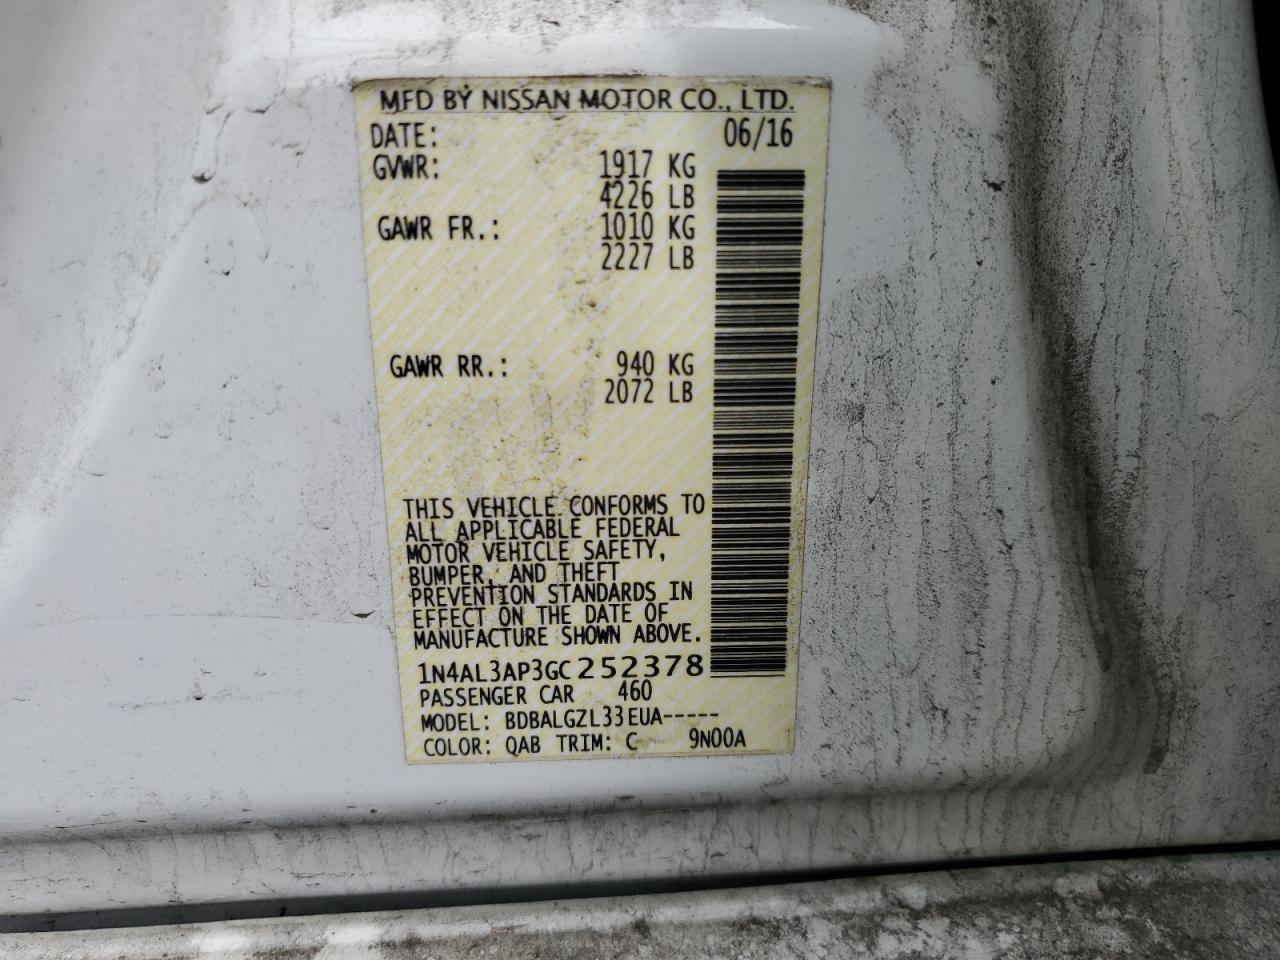 MFD BY NISSAN MOTOR CO., LTD.
DATE: 06/16
GVWR: 1917 KG
4226 LB
GAWR FR.: 1010 KG
2227 LB
GAWR RR.: 940 KG
2072 LB
THIS VEHICLE CONFORMS TO
ALL APPLICABLE FEDERAL
MOTOR VEHICLE SAFETY,
BUMPER, AND THEFT
PREVENTION STANDARDS IN
EFFECT ON THE DATE OF
MANUFACTURE SHOWN ABOVE.
1N4AL3AP3GC252378
PASSENGER CAR 460
MODEL: BDBALGZL33EUA-----
COLOR: QAB TRIM: C 9N00A